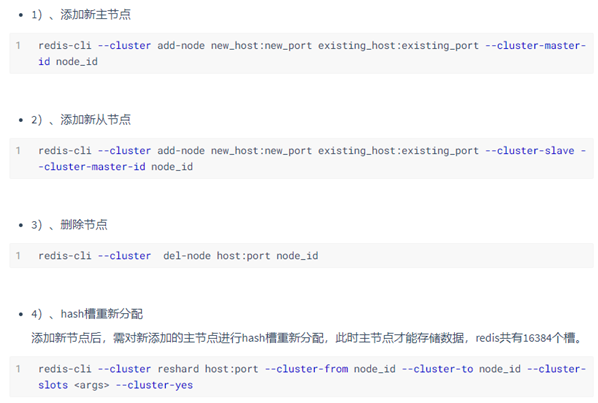 1）、添加新主节点
1 redis-cli --cluster add-node new_host:new_port existing_host:existing_port --cluster-master-
id node_id
2）、添加新从节点
1 redis-cli --cluster add-node new_host:new_port existing_host:existing_port --cluster-slave -
-cluster-master-id node_id
3）、删除节点
1 redis-cli --cluster  del-node host:port node_id
4）、hash槽重新分配
添加新节点后，需对新添加的主节点进行hash槽重新分配，此时主节点才能存储数据，redis共有16384个槽。
1 redis-cli --cluster reshard host:port --cluster-from node_id --cluster-to node_id --cluster-
slots <args> --cluster-yes